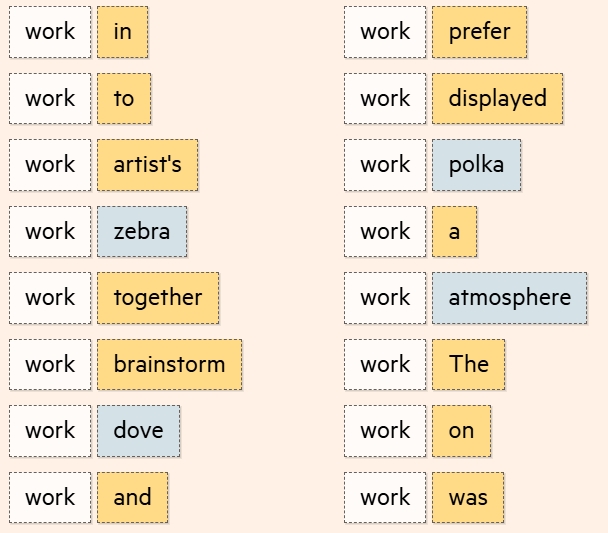 work in
work to
work artist's
work zebra
work together
work brainstorm
work dove
work and
work prefer
work displayed
work polka
work a
work atmosphere
work The
work on
work was